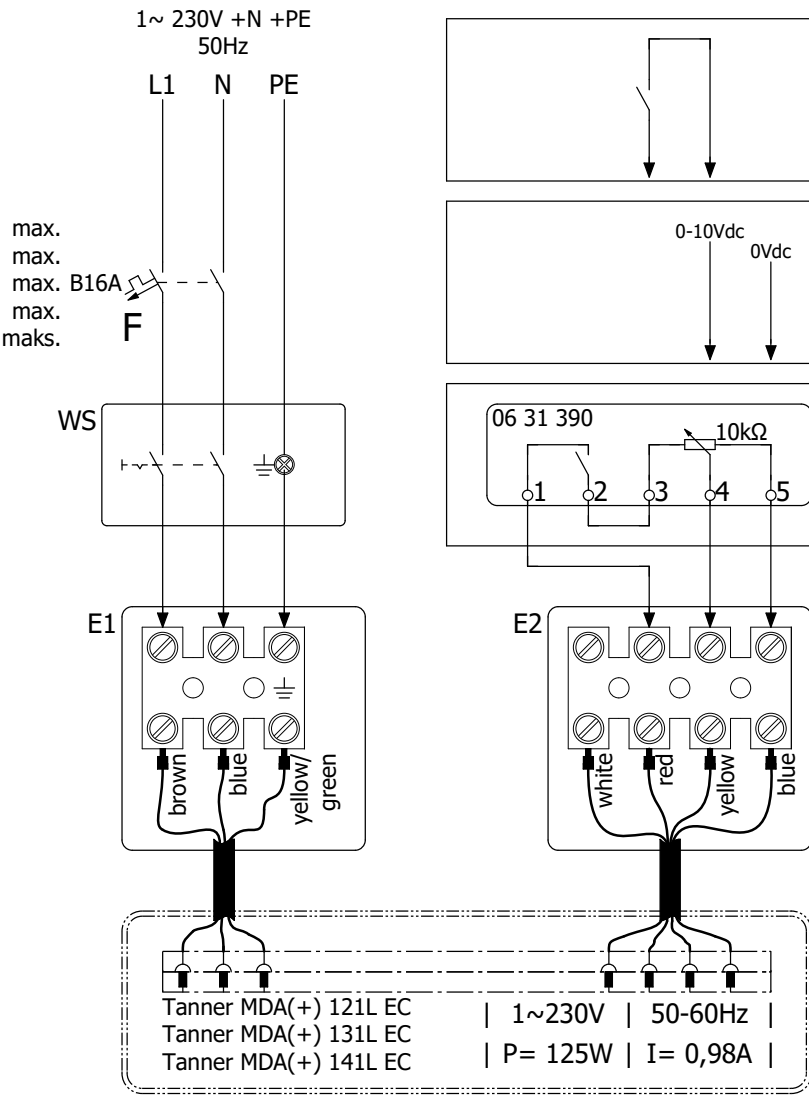 1~ 230V +N +PE
50Hz
L1 N PE
max.
max.
max. B16A
max.
maks.
F
0-10Vdc
0Vdc
WS
06 31 390
10kΩ
1 2 3 4 5
E1
brown
blue
yellow/
green
E2
white
red
yellow
blue
Tanner MDA(+) 121L EC
Tanner MDA(+) 131L EC
Tanner MDA(+) 141L EC
| 1~230V | 50-60Hz |
| P= 125W | I= 0,98A |